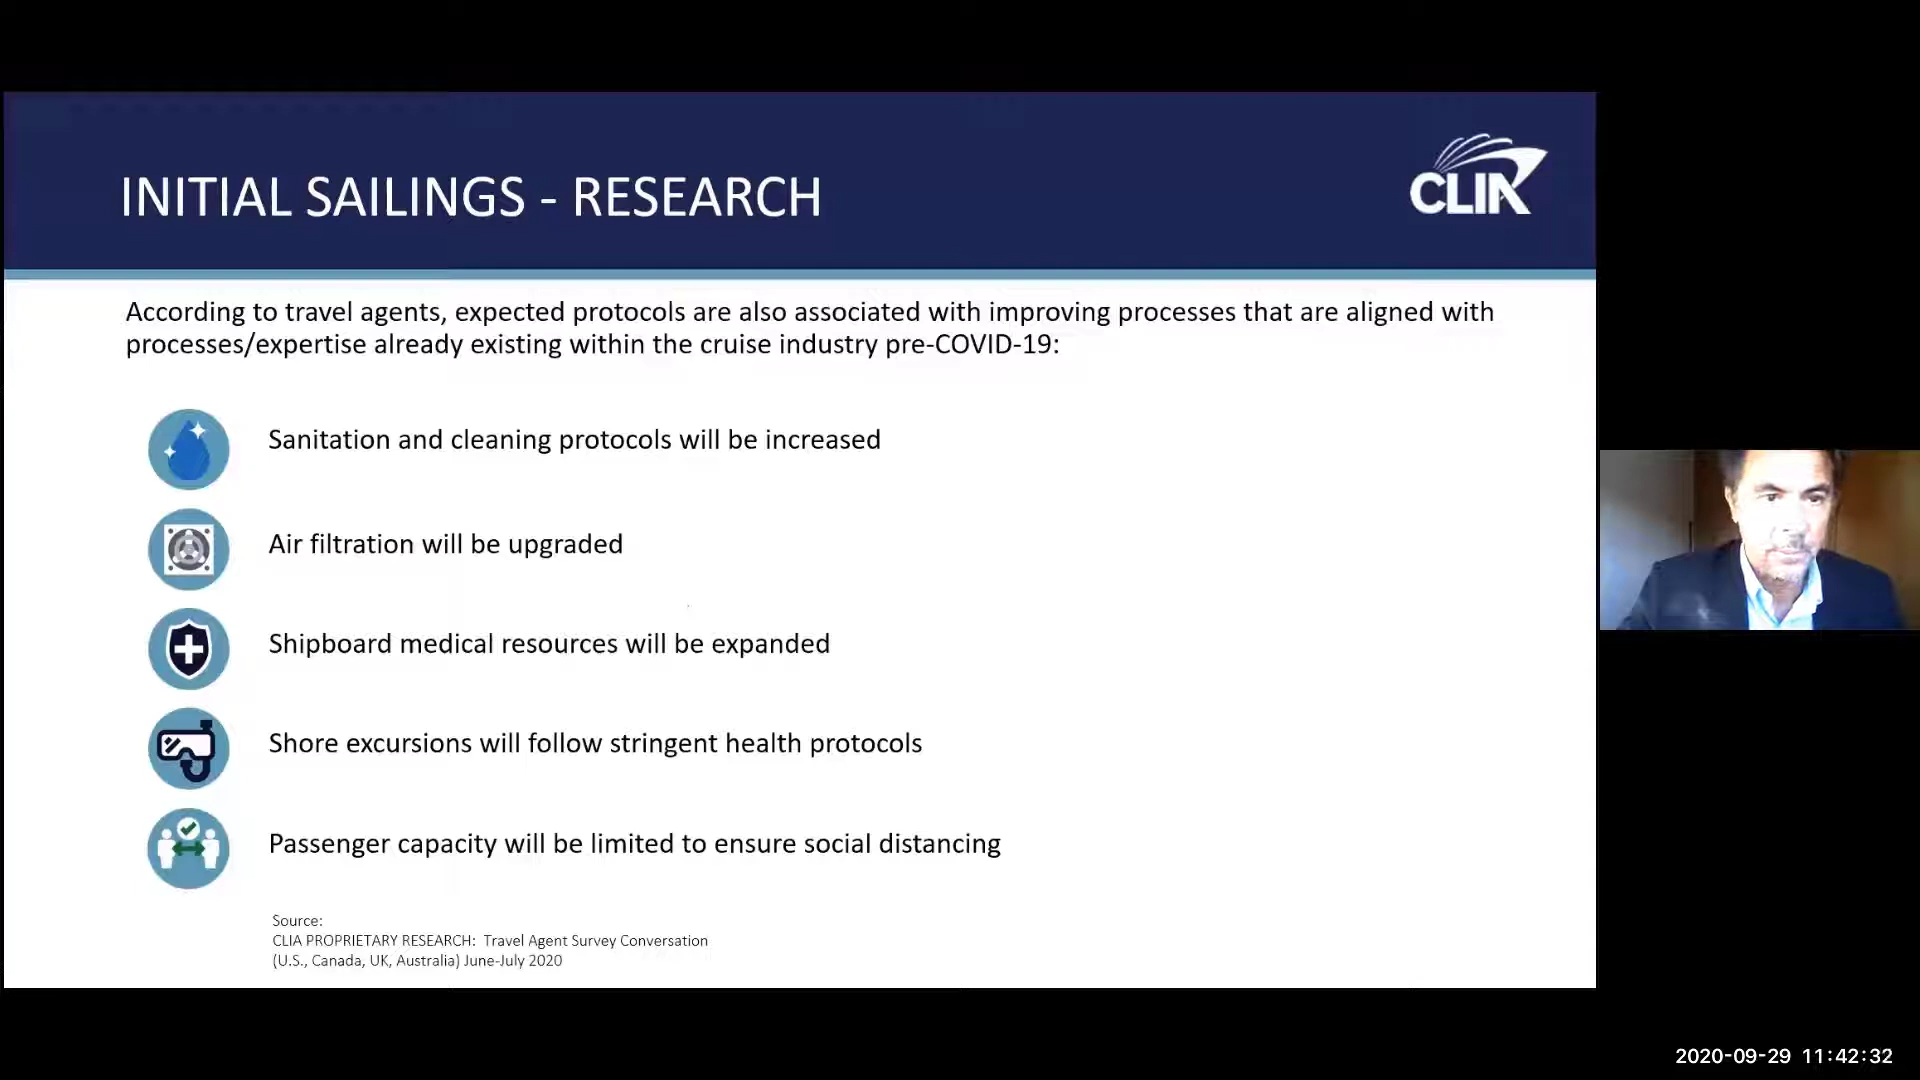 INITIAL SAILINGS - RESEARCH
CLIA
According to travel agents, expected protocols are also associated with improving processes that are aligned with
processes/expertise already existing within the cruise industry pre-COVID-19:
Sanitation and cleaning protocols will be increased
Air filtration will be upgraded
Shipboard medical resources will be expanded
Shore excursions will follow stringent health protocols
Passenger capacity will be limited to ensure social distancing
Source:
CLIA PROPRIETARY RESEARCH: Travel Agent Survey Conversation
(U.S., Canada, UK, Australia) June-July 2020
2020-09-29 11:42:32